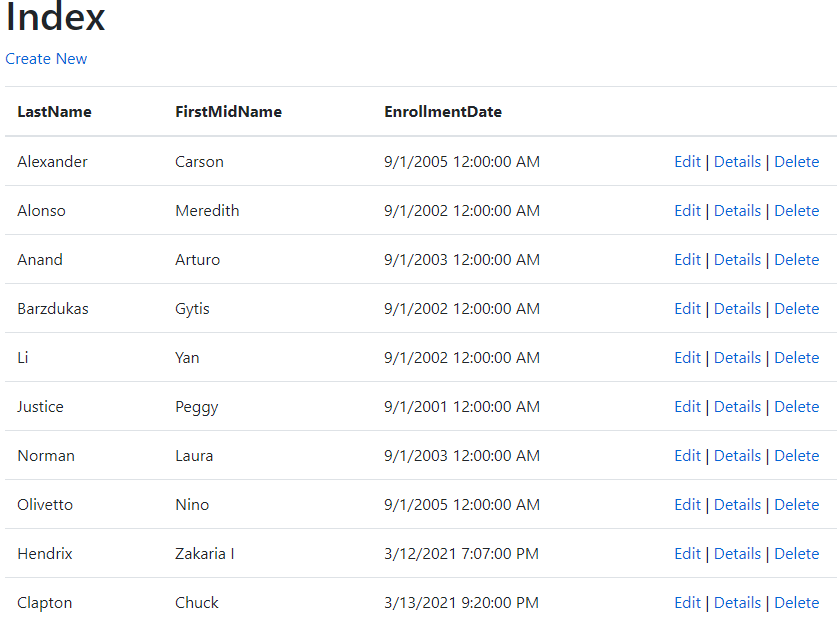 Index
Create New
LastName FirstMidName EnrollmentDate
Alexander Carson 9/1/2005 12:00:00 AM Edit | Details | Delete
Alonso Meredith 9/1/2002 12:00:00 AM Edit | Details | Delete
Anand Arturo 9/1/2003 12:00:00 AM Edit | Details | Delete
Barzdukas Gytis 9/1/2002 12:00:00 AM Edit | Details | Delete
Li Yan 9/1/2002 12:00:00 AM Edit | Details | Delete
Justice Peggy 9/1/2001 12:00:00 AM Edit | Details | Delete
Norman Laura 9/1/2003 12:00:00 AM Edit | Details | Delete
Olivetto Nino 9/1/2005 12:00:00 AM Edit | Details | Delete
Hendrix Zakaria I 3/12/2021 7:07:00 PM Edit | Details | Delete
Clapton Chuck 3/13/2021 9:20:00 PM Edit | Details | Delete